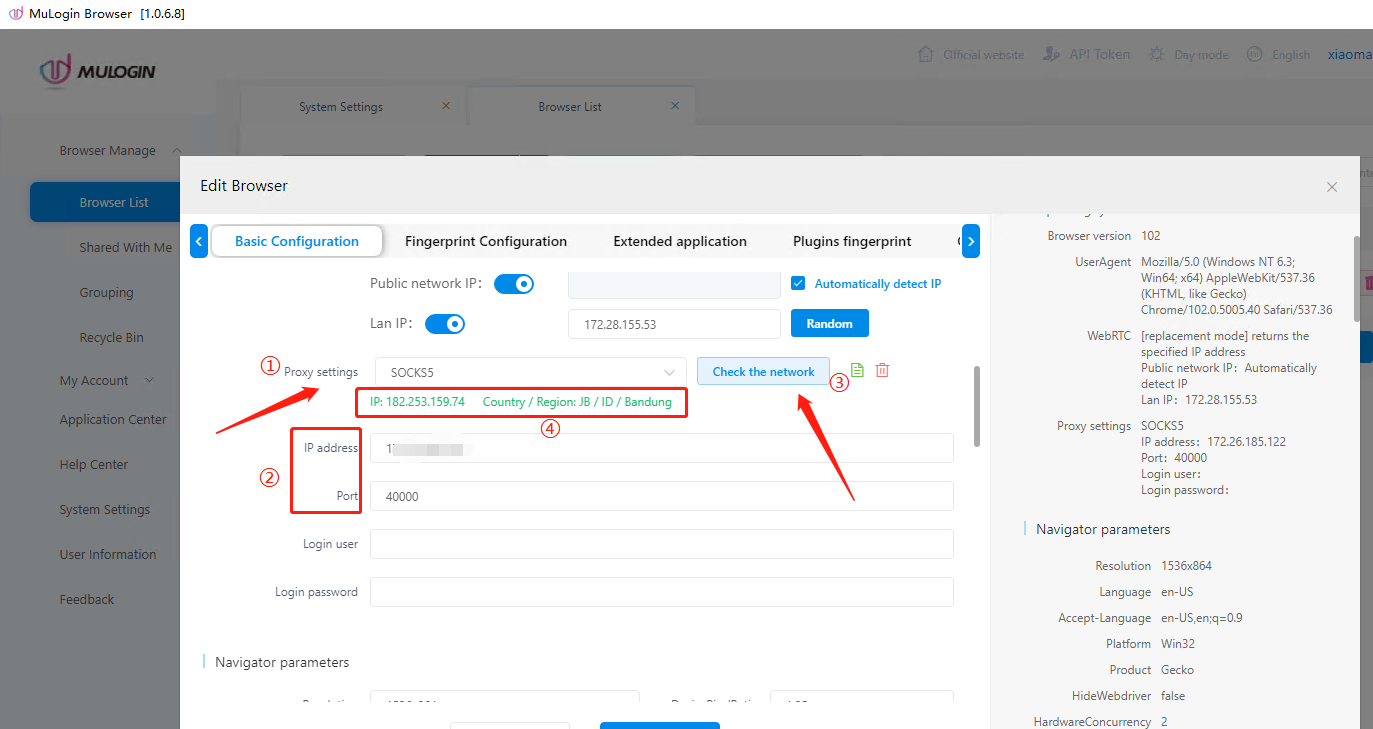 MuLogin Browser [1.0.6.8]
MULOGIN
Official website
API Token
Day mode
English
xiaoma
System Settings ×
Browser List ×
Browser Manage
Browser List
Shared With Me
Grouping
Recycle Bin
My Account
Application Center
Help Center
System Settings
User Information
Feedback
Edit Browser
Basic Configuration
Fingerprint Configuration
Extended application
Plugins fingerprint
Public network IP:
Automatically detect IP
Lan IP:
172.28.155.53
Random
① Proxy settings
SOCKS5
Check the network
③
IP: 182.253.159.74 Country / Region: JB / ID / Bandung
④
②
IP address
1
Port
40000
Login user
Login password
Navigator parameters
Browser version 102
UserAgent Mozilla/5.0 (Windows NT 6.3;
Win64; x64) AppleWebKit/537.36
(KHTML, like Gecko)
Chrome/102.0.5005.40 Safari/537.36
WebRTC [replacement mode] returns the
specified IP address
Public network IP: Automatically
detect IP
Lan IP: 172.28.155.53
Proxy settings SOCKS5
IP address: 172.26.185.122
Port: 40000
Login user:
Login password:
Navigator parameters
Resolution 1536x864
Language en-US
Accept-Language en-US,en;q=0.9
Platform Win32
Product Gecko
HideWebdriver false
HardwareConcurrency 2